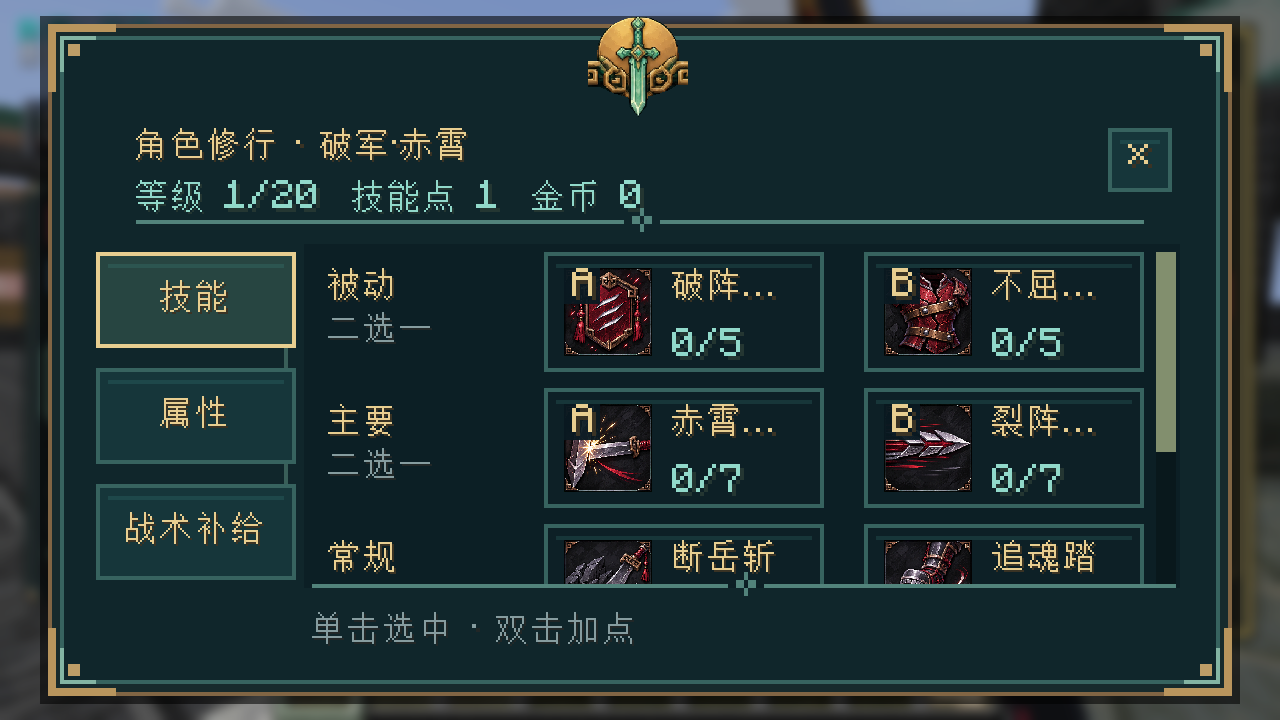 角色修行 · 破军·赤霄
×
等级 1/20 技能点 1 金币 0
技能
属性
战术补给
被动
二选一
A 破阵...
0/5
B 不屈...
0/5
主要
二选一
A 赤霄...
0/7
B 裂阵...
0/7
常规
断岳斩
追魂踏
单击选中 · 双击加点